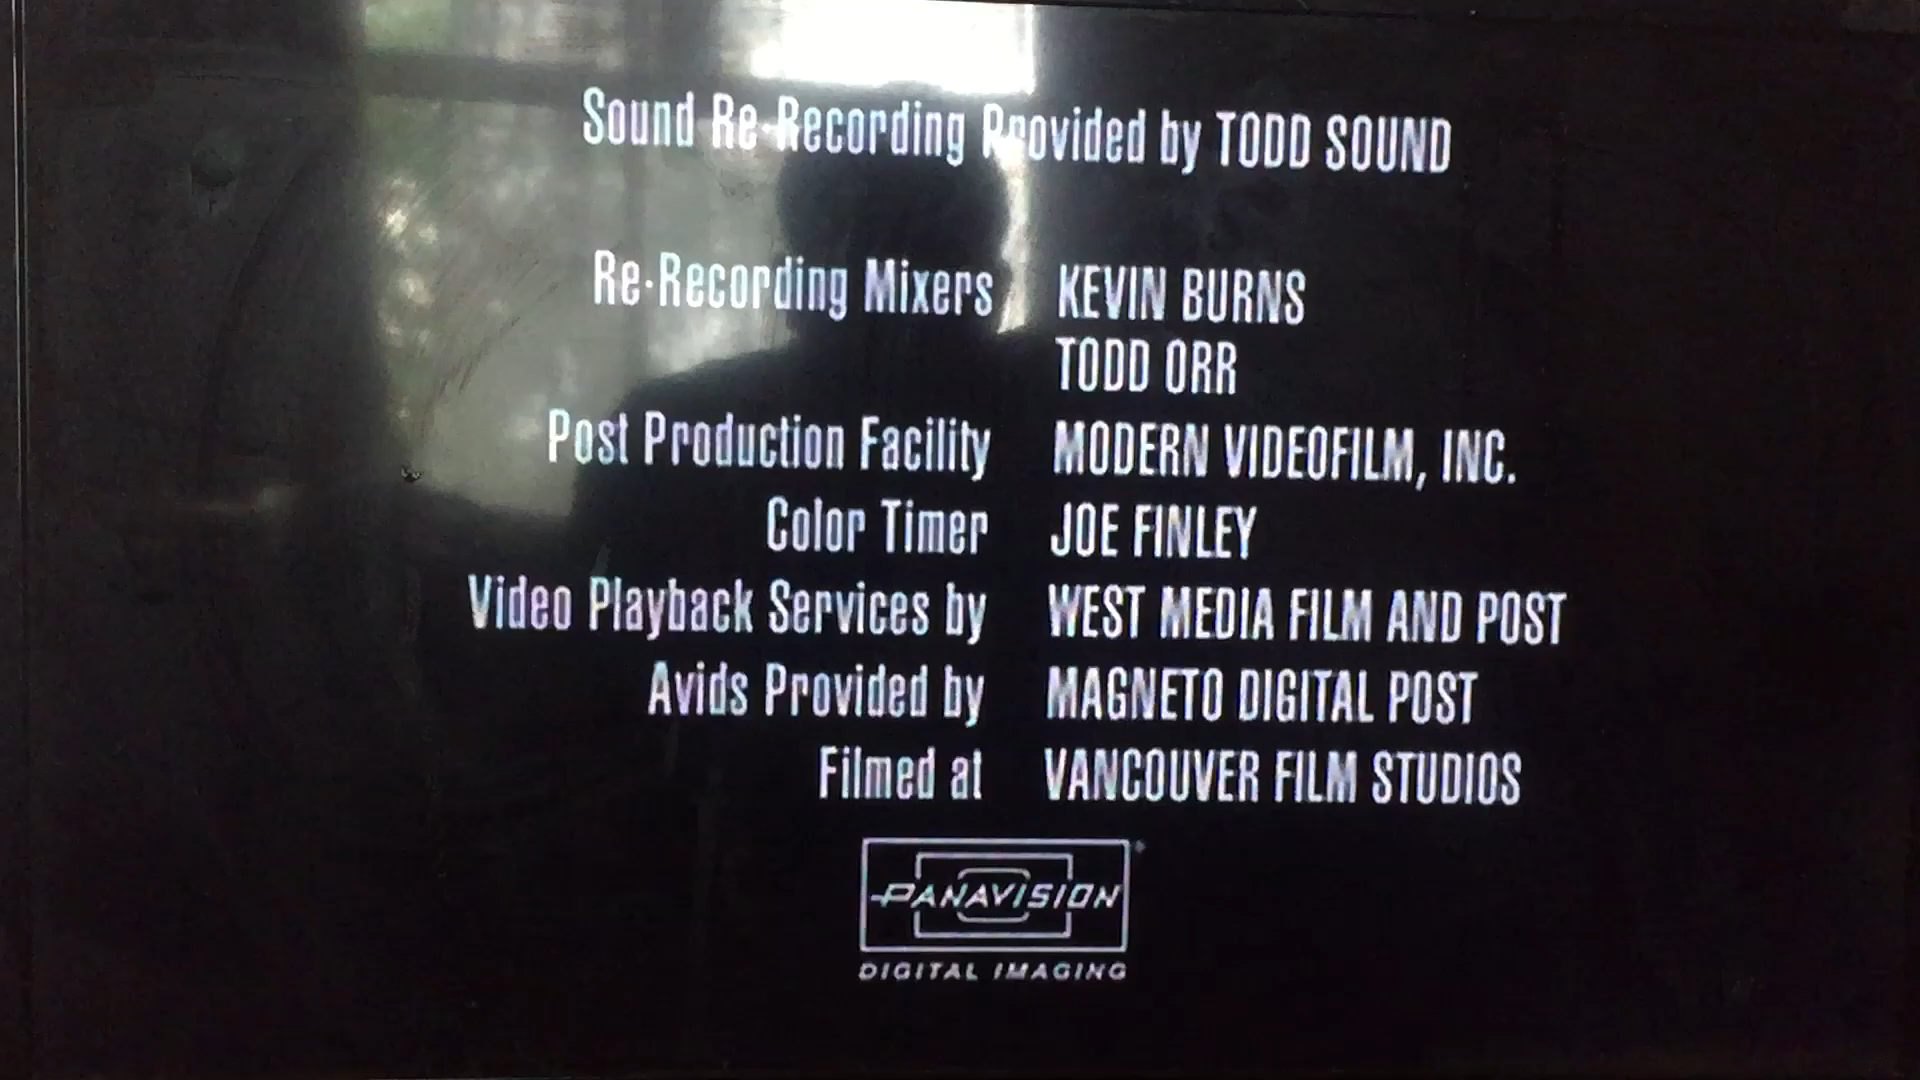 Sound Re-Recording Provided by TODD SOUND
Re-Recording Mixers KEVIN BURNS
TODD ORR
Post Production Facility MODERN VIDEOFILM, INC.
Color Timer JOE FINLEY
Video Playback Services by WEST MEDIA FILM AND POST
Avids Provided by MAGNETO DIGITAL POST
Filmed at VANCOUVER FILM STUDIOS
PANAVISION
DIGITAL IMAGING